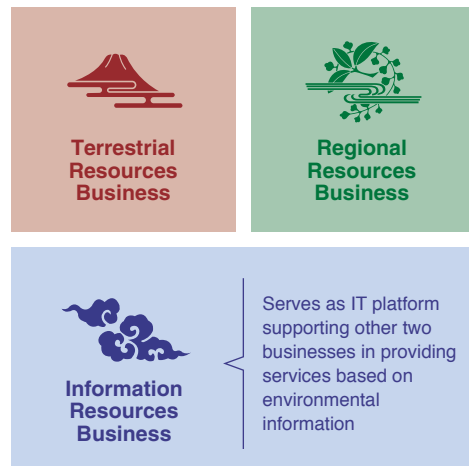 Terrestrial
Resources
Business
Regional
Resources
Business
Information
Resources
Business
Serves as IT platform
supporting other two
businesses in providing
services based on
environmental
information